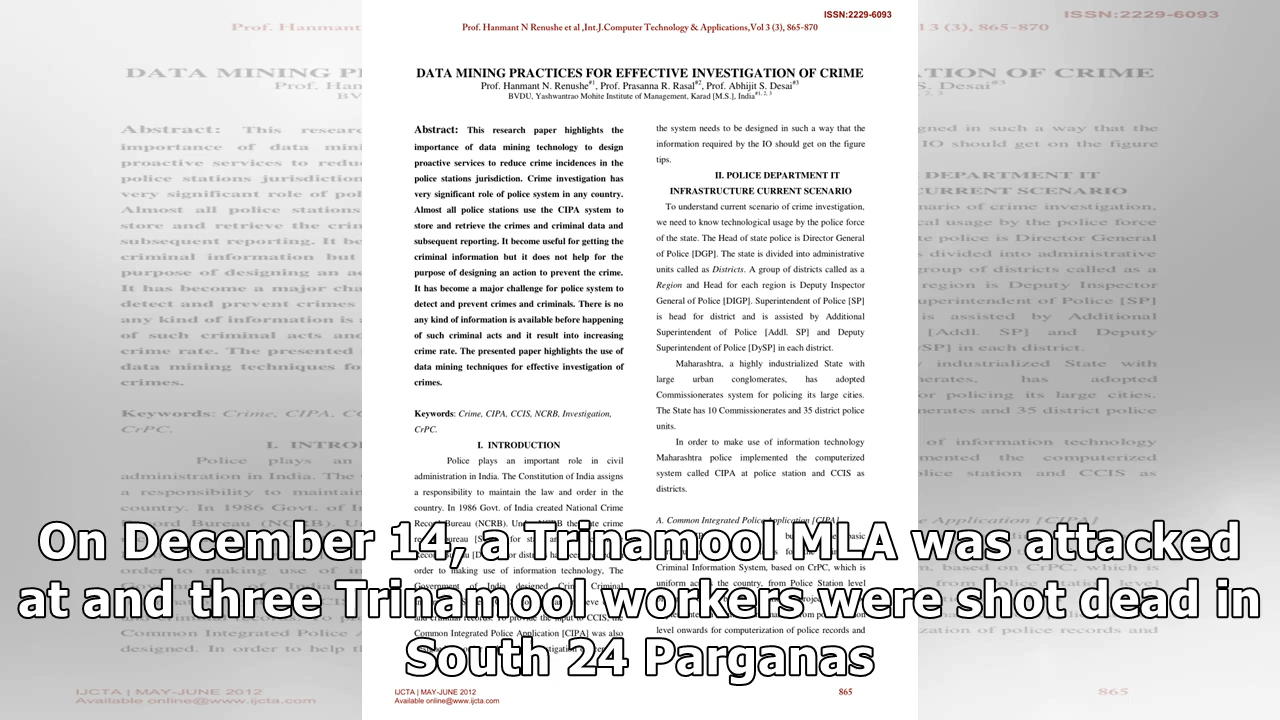 ISSN:2229-6093
Prof. Hanmant N Renushe et al ,Int.J.Computer Technology & Applications,Vol 3 (3), 865-870
DATA MINING PRACTICES FOR EFFECTIVE INVESTIGATION OF CRIME
Prof. Hanmant N. Renushe#1, Prof. Prasanna R. Rasal#2, Prof. Abhijit S. Desai#3
BVDU, Yashwantrao Mohite Institute of Management, Karad [M.S.], India#1, 2, 3
Abstract: This research paper highlights the
importance of data mining technology to design
proactive services to reduce crime incidences in the
police stations jurisdiction. Crime investigation has
very significant role of police system in any country.
Almost all police stations use the CIPA system to
store and retrieve the crimes and criminal data and
subsequent reporting. It become useful for getting the
criminal information but it does not help for the
purpose of designing an action to prevent the crime.
It has become a major challenge for police system to
detect and prevent crimes and criminals. There is no
any kind of information is available before happening
of such criminal acts and it result into increasing
crime rate. The presented paper highlights the use of
data mining techniques for effective investigation of
crimes.
Keywords: Crime, CIPA, CCIS, NCRB, Investigation,
CrPC.
I. INTRODUCTION
Police plays an important role in civil
administration in India. The Constitution of India assigns
a responsibility to maintain the law and order in the
country. In 1986 Govt. of India created National Crime
the system needs to be designed in such a way that the
information required by the IO should get on the figure
tips.
II. POLICE DEPARTMENT IT
INFRASTRUCTURE CURRENT SCENARIO
To understand current scenario of crime investigation,
we need to know technological usage by the police force
of the state. The Head of state police is Director General
of Police [DGP]. The state is divided into administrative
units called as Districts. A group of districts called as a
Region and Head for each region is Deputy Inspector
General of Police [DIGP]. Superintendent of Police [SP]
is head for district and is assisted by Additional
Superintendent of Police [Addl. SP] and Deputy
Superintendent of Police [DySP] in each district.
Maharashtra, a highly industrialized State with
large urban conglomerates, has adopted
Commissionerates system for policing its large cities.
The State has 10 Commissionerates and 35 district police
units.
In order to make use of information technology
Maharashtra police implemented the computerized
system called CIPA at police station and CCIS as
districts.
A. Common Integrated Police Application [CIPA]
Criminal Information System, based on CrPC, which is
level onwards for computerization of police records and
Common Integrated Police Application [CIPA] was also
On December 14, a Trinamool MLA was attacked
at and three Trinamool workers were shot dead in
South 24 Parganas
IJCTA | MAY-JUNE 2012
Available online@www.ijcta.com
865